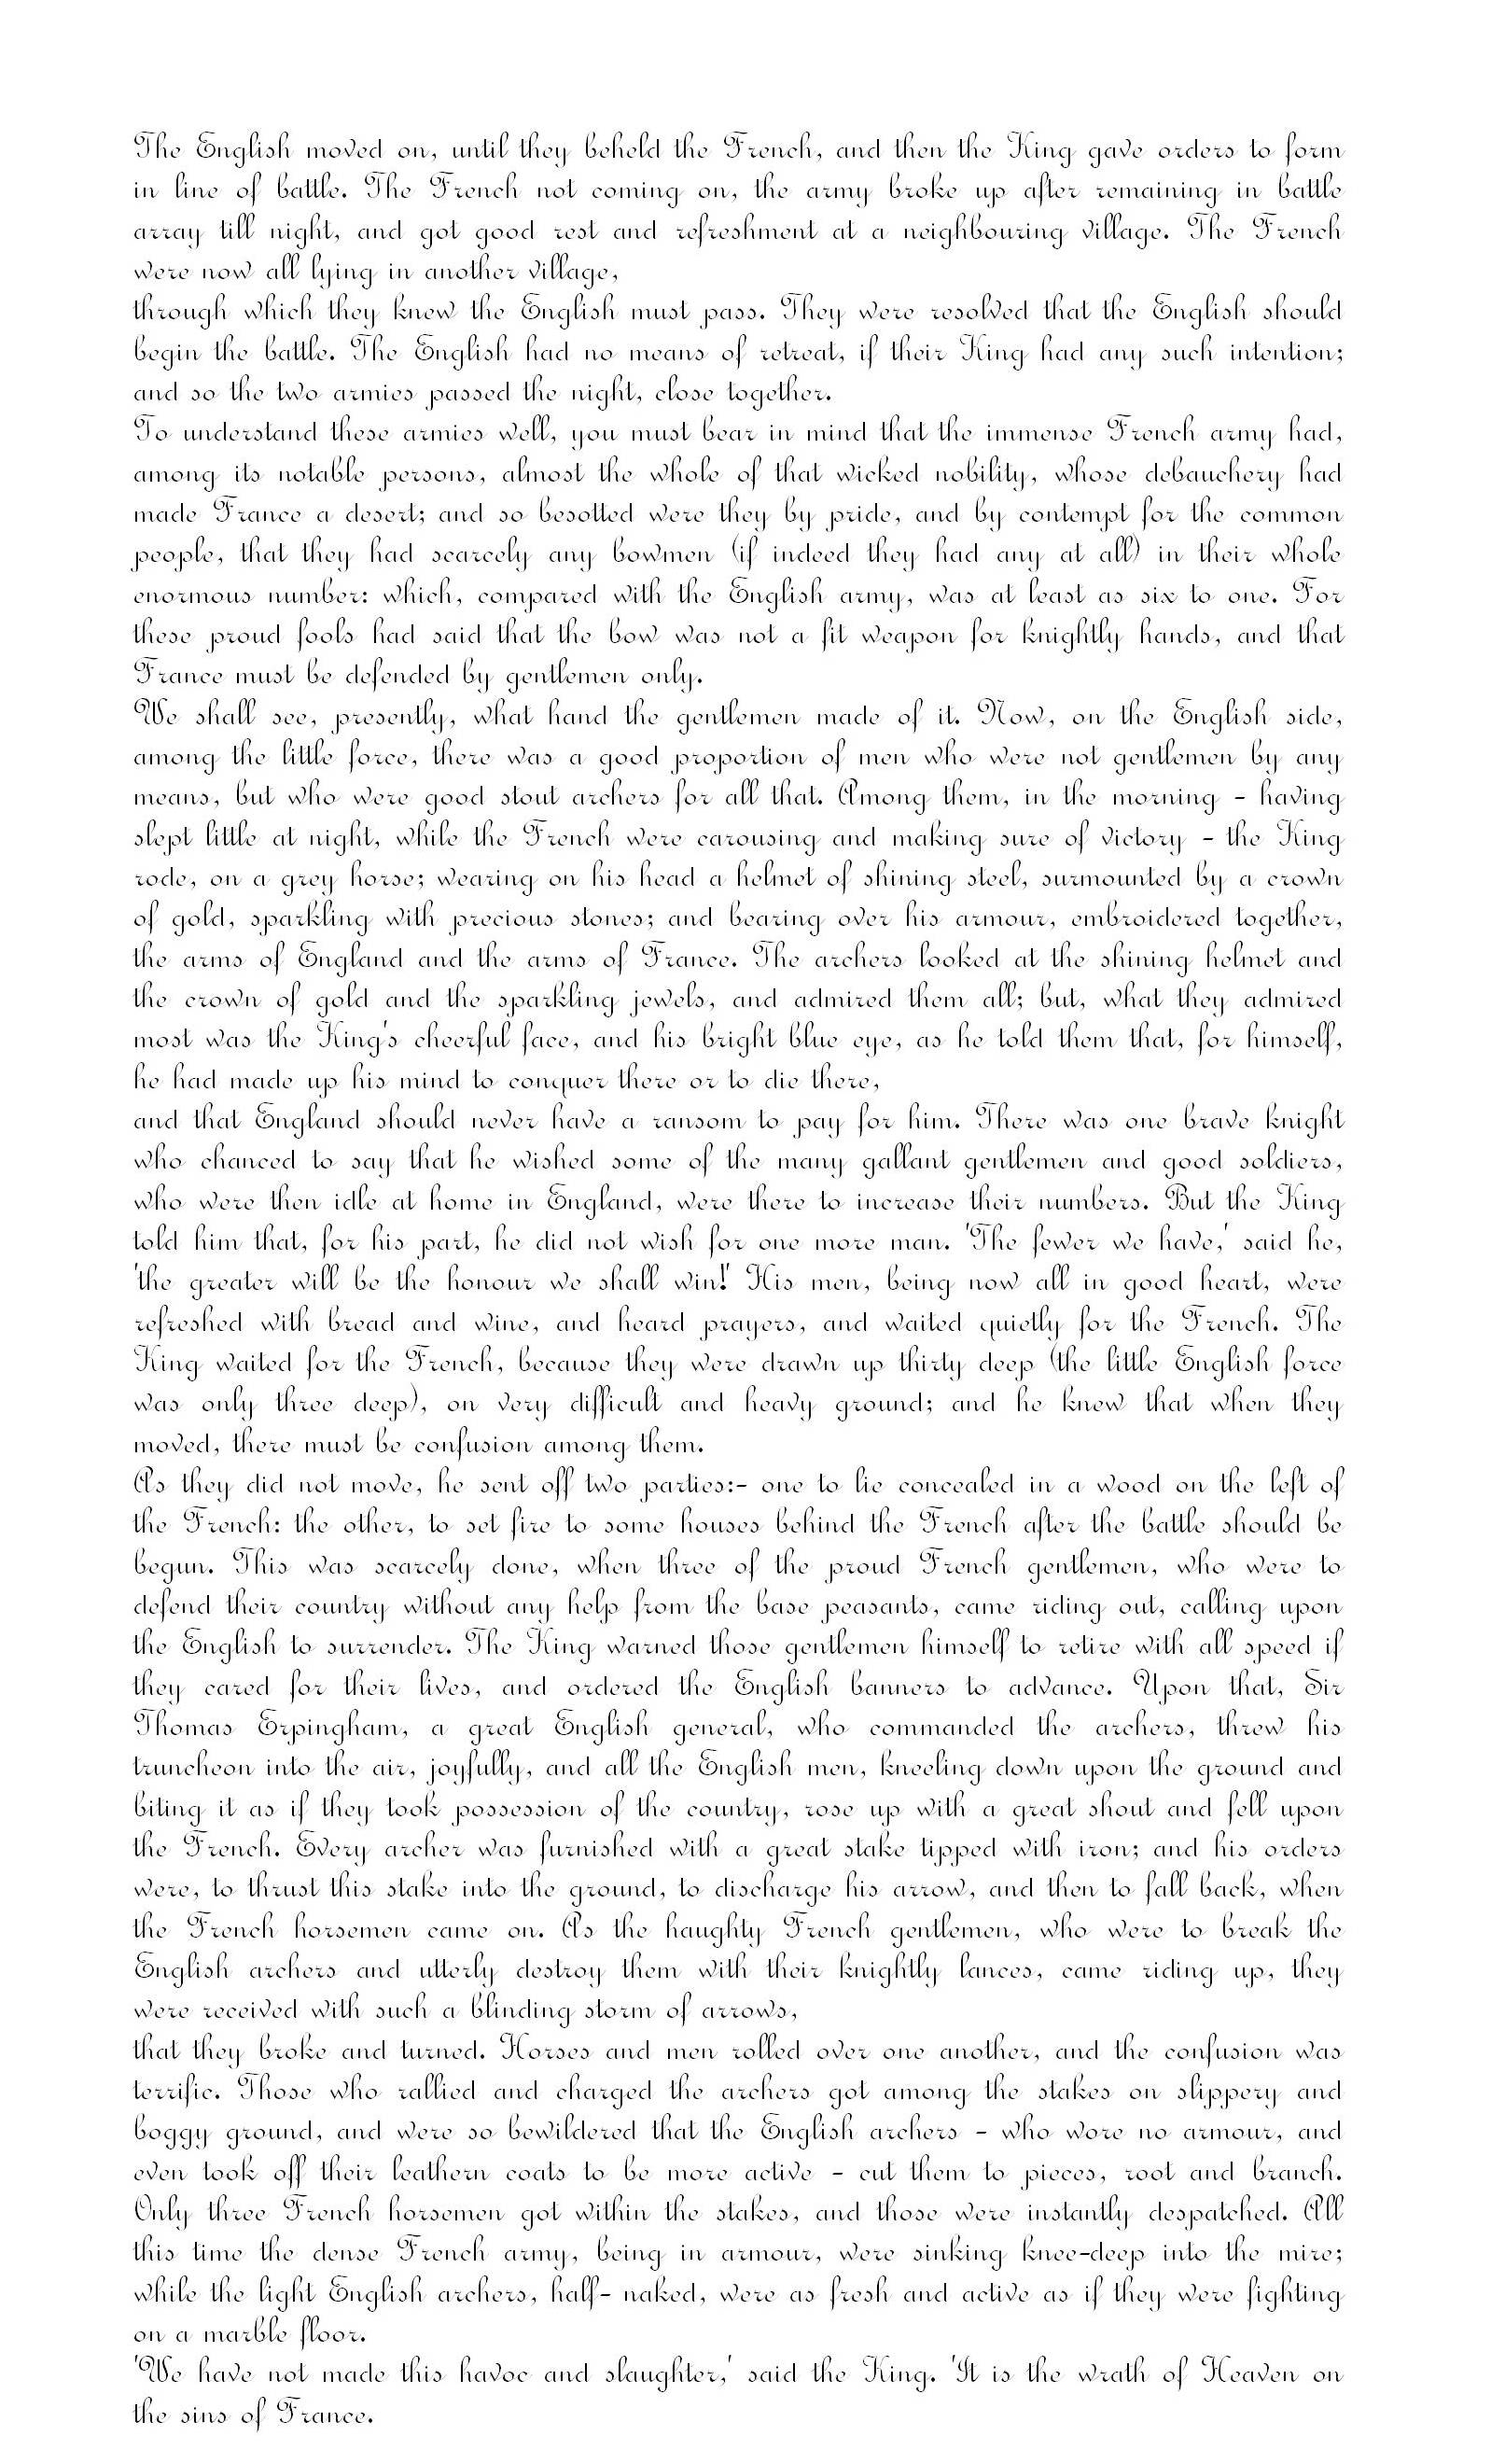 The English moved on, until they beheld the French, and then the King gave orders to form
in line of battle. The French not coming on, the army broke up after remaining in battle
array till night, and got good rest and refreshment at a neighbouring village. The French
were now all lying in another village,
through which they knew the English must pass. They were resolved that the English should
begin the battle. The English had no means of retreat, if their King had any such intention;
and so the two armies passed the night, close together.
To understand these armies well, you must bear in mind that the immense French army had,
among its notable persons, almost the whole of that wicked nobility, whose debauchery had
made France a desert; and so besotted were they by pride, and by contempt for the common
people, that they had scarcely any bowmen (if indeed they had any at all) in their whole
enormous number: which, compared with the English army, was at least as six to one. For
these proud fools had said that the bow was not a fit weapon for knightly hands, and that
France must be defended by gentlemen only.
We shall see, presently, what hand the gentlemen made of it. Now, on the English side,
among the little force, there was a good proportion of men who were not gentlemen by any
means, but who were good stout archers for all that. Among them, in the morning - having
slept little at night, while the French were carousing and making sure of victory - the King
rode, on a grey horse; wearing on his head a helmet of shining steel, surmounted by a crown
of gold, sparkling with precious stones; and bearing over his armour, embroidered together,
the arms of England and the arms of France. The archers looked at the shining helmet and
the crown of gold and the sparkling jewels, and admired them all; but, what they admired
most was the King's cheerful face, and his bright blue eye, as he told them that, for himself,
he had made up his mind to conquer there or to die there,
and that England should never have a ransom to pay for him. There was one brave knight
who chanced to say that he wished some of the many gallant gentlemen and good soldiers,
who were then idle at home in England, were there to increase their numbers. But the King
told him that, for his part, he did not wish for one more man. 'The fewer we have,' said he,
'the greater will be the honour we shall win!' His men, being now all in good heart, were
refreshed with bread and wine, and heard prayers, and waited quietly for the French. The
King waited for the French, because they were drawn up thirty deep (the little English force
was only three deep), on very difficult and heavy ground; and he knew that when they
moved, there must be confusion among them.
As they did not move, he sent off two parties:- one to lie concealed in a wood on the left of
the French: the other, to set fire to some houses behind the French after the battle should be
begun. This was scarcely done, when three of the proud French gentlemen, who were to
defend their country without any help from the base peasants, came riding out, calling upon
the English to surrender. The King warned those gentlemen himself to retire with all speed if
they cared for their lives, and ordered the English banners to advance. Upon that, Sir
Thomas Erpingham, a great English general, who commanded the archers, threw his
truncheon into the air, joyfully, and all the English men, kneeling down upon the ground and
biting it as if they took possession of the country, rose up with a great shout and fell upon
the French. Every archer was furnished with a great stake tipped with iron; and his orders
were, to thrust this stake into the ground, to discharge his arrow, and then to fall back, when
the French horsemen came on. As the haughty French gentlemen, who were to break the
English archers and utterly destroy them with their knightly lances, came riding up, they
were received with such a blinding storm of arrows,
that they broke and turned. Horses and men rolled over one another, and the confusion was
terrific. Those who rallied and charged the archers got among the stakes on slippery and
boggy ground, and were so bewildered that the English archers - who wore no armour, and
even took off their leathern coats to be more active - cut them to pieces, root and branch.
Only three French horsemen got within the stakes, and those were instantly despatched. All
this time the dense French army, being in armour, were sinking knee-deep into the mire;
while the light English archers, half- naked, were as fresh and active as if they were fighting
on a marble floor.
'We have not made this havoc and slaughter,' said the King. 'It is the wrath of Heaven on
the sins of France.